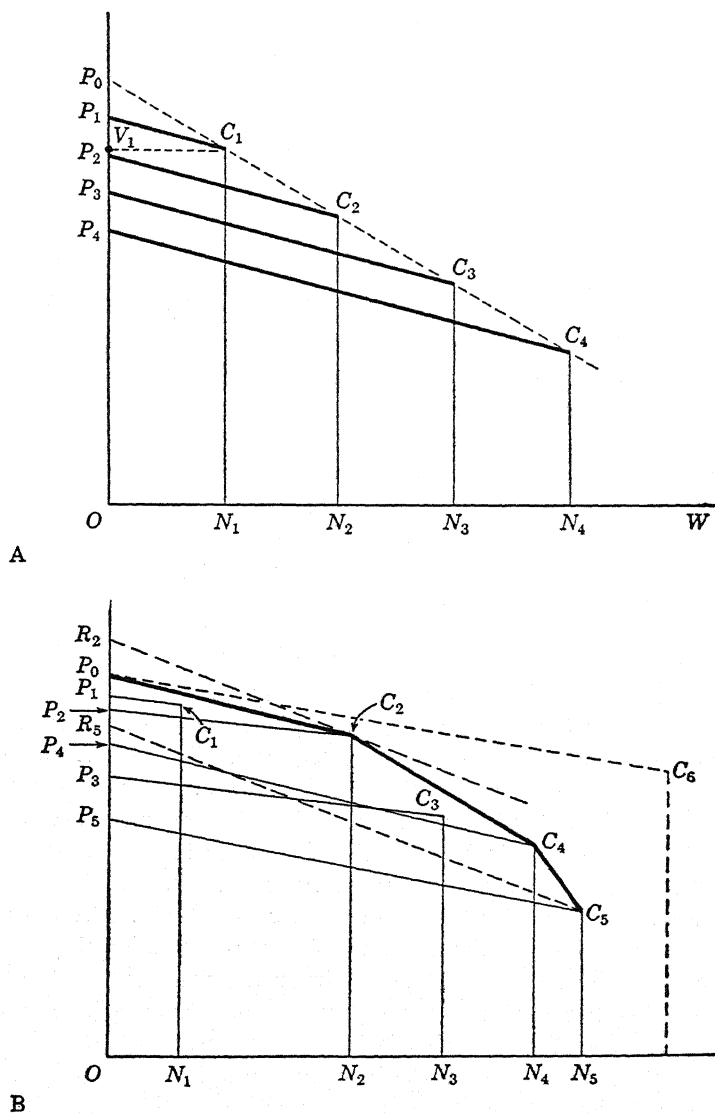 P₀
P₁
V₁
C₁
P₂
C₂
P₃
C₃
P₄
C₄
O N₁ N₂ N₃ N₄ W
A
R₂
P₀
P₁
P₂
C₂
R₅
C₁
P₄
P₃
C₆
C₃
P₅
C₄
C₅
O N₁ N₂ N₃ N₄ N₅
B